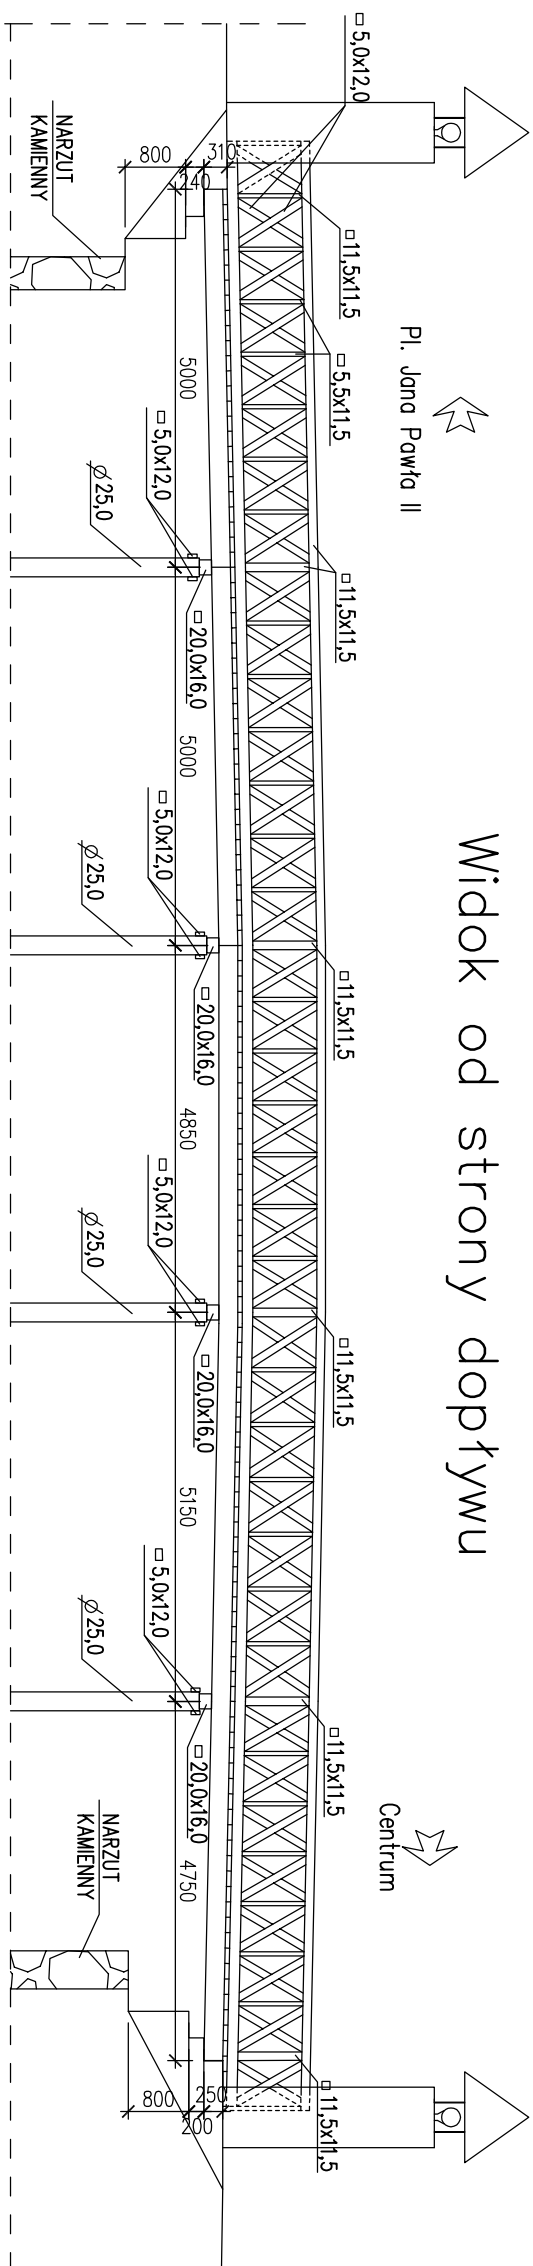 Widok od strony dopływu
Pl. Jana Pawła II
Centrum
□ 5,0x12,0
□ 11,5x11,5
□ 5,5x11,5
□ 11,5x11,5
□ 11,5x11,5
□ 11,5x11,5
□ 11,5x11,5
□ 11,5x11,5
310
240
800
NARZUT
KAMIENNY
5000
□ 5,0x12,0
∅ 25,0
□ 20,0x16,0
5000
□ 5,0x12,0
∅ 25,0
□ 20,0x16,0
4850
□ 5,0x12,0
∅ 25,0
□ 20,0x16,0
5150
□ 5,0x12,0
∅ 25,0
□ 20,0x16,0
4750
NARZUT
KAMIENNY
800
250
200